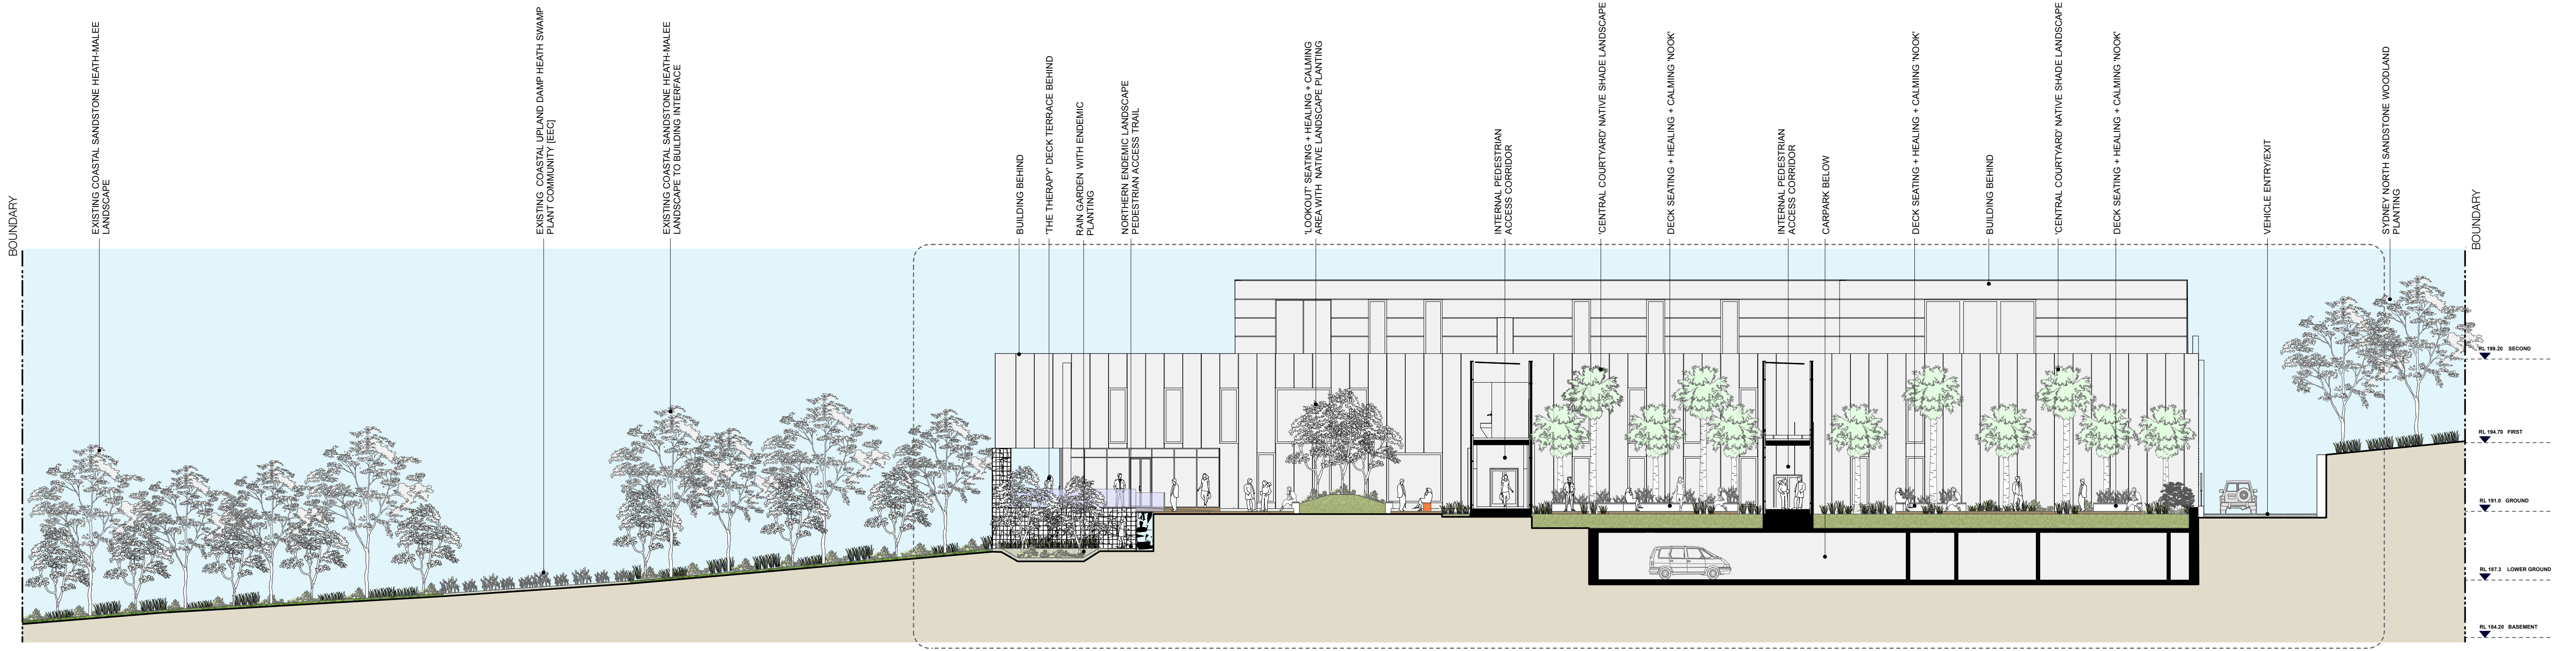 BOUNDARY
EXISTING COASTAL SANDSTONE HEATH-MALEE
LANDSCAPE
EXISTING COASTAL UPLAND DAMP HEATH SWAMP
PLANT COMMUNITY [EEC]
EXISTING COASTAL SANDSTONE HEATH-MALEE
LANDSCAPE TO BUILDING INTERFACE
BUILDING BEHIND
'THE THERAPY' DECK TERRACE BEHIND
RAIN GARDEN WITH ENDEMIC
PLANTING
NORTHERN ENDEMIC LANDSCAPE
PEDESTRIAN ACCESS TRAIL
'LOOKOUT' SEATING + HEALING + CALMING
AREA WITH NATIVE LANDSCAPE PLANTING
INTERNAL PEDESTRIAN
ACCESS CORRIDOR
'CENTRAL COURTYARD' NATIVE SHADE LANDSCAPE
DECK SEATING + HEALING + CALMING 'NOOK'
INTERNAL PEDESTRIAN
ACCESS CORRIDOR
CARPARK BELOW
DECK SEATING + HEALING + CALMING 'NOOK'
BUILDING BEHIND
'CENTRAL COURTYARD' NATIVE SHADE LANDSCAPE
DECK SEATING + HEALING + CALMING 'NOOK'
VEHICLE ENTRY/EXIT
SYDNEY NORTH SANDSTONE WOODLAND
PLANTING
BOUNDARY
RL 199.20 SECOND
RL 194.70 FIRST
RL 191.0 GROUND
RL 187.3 LOWER GROUND
RL 184.20 BASEMENT